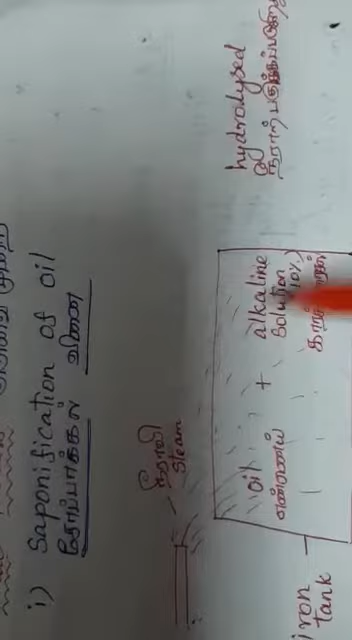 i) Saponification of oil
சோப்பாக்கல் வினை
நீராவி
Steam
oil + alkaline
solution
எண்ணெய்
10%)
hydrolysed
நீராற்
iron
tank